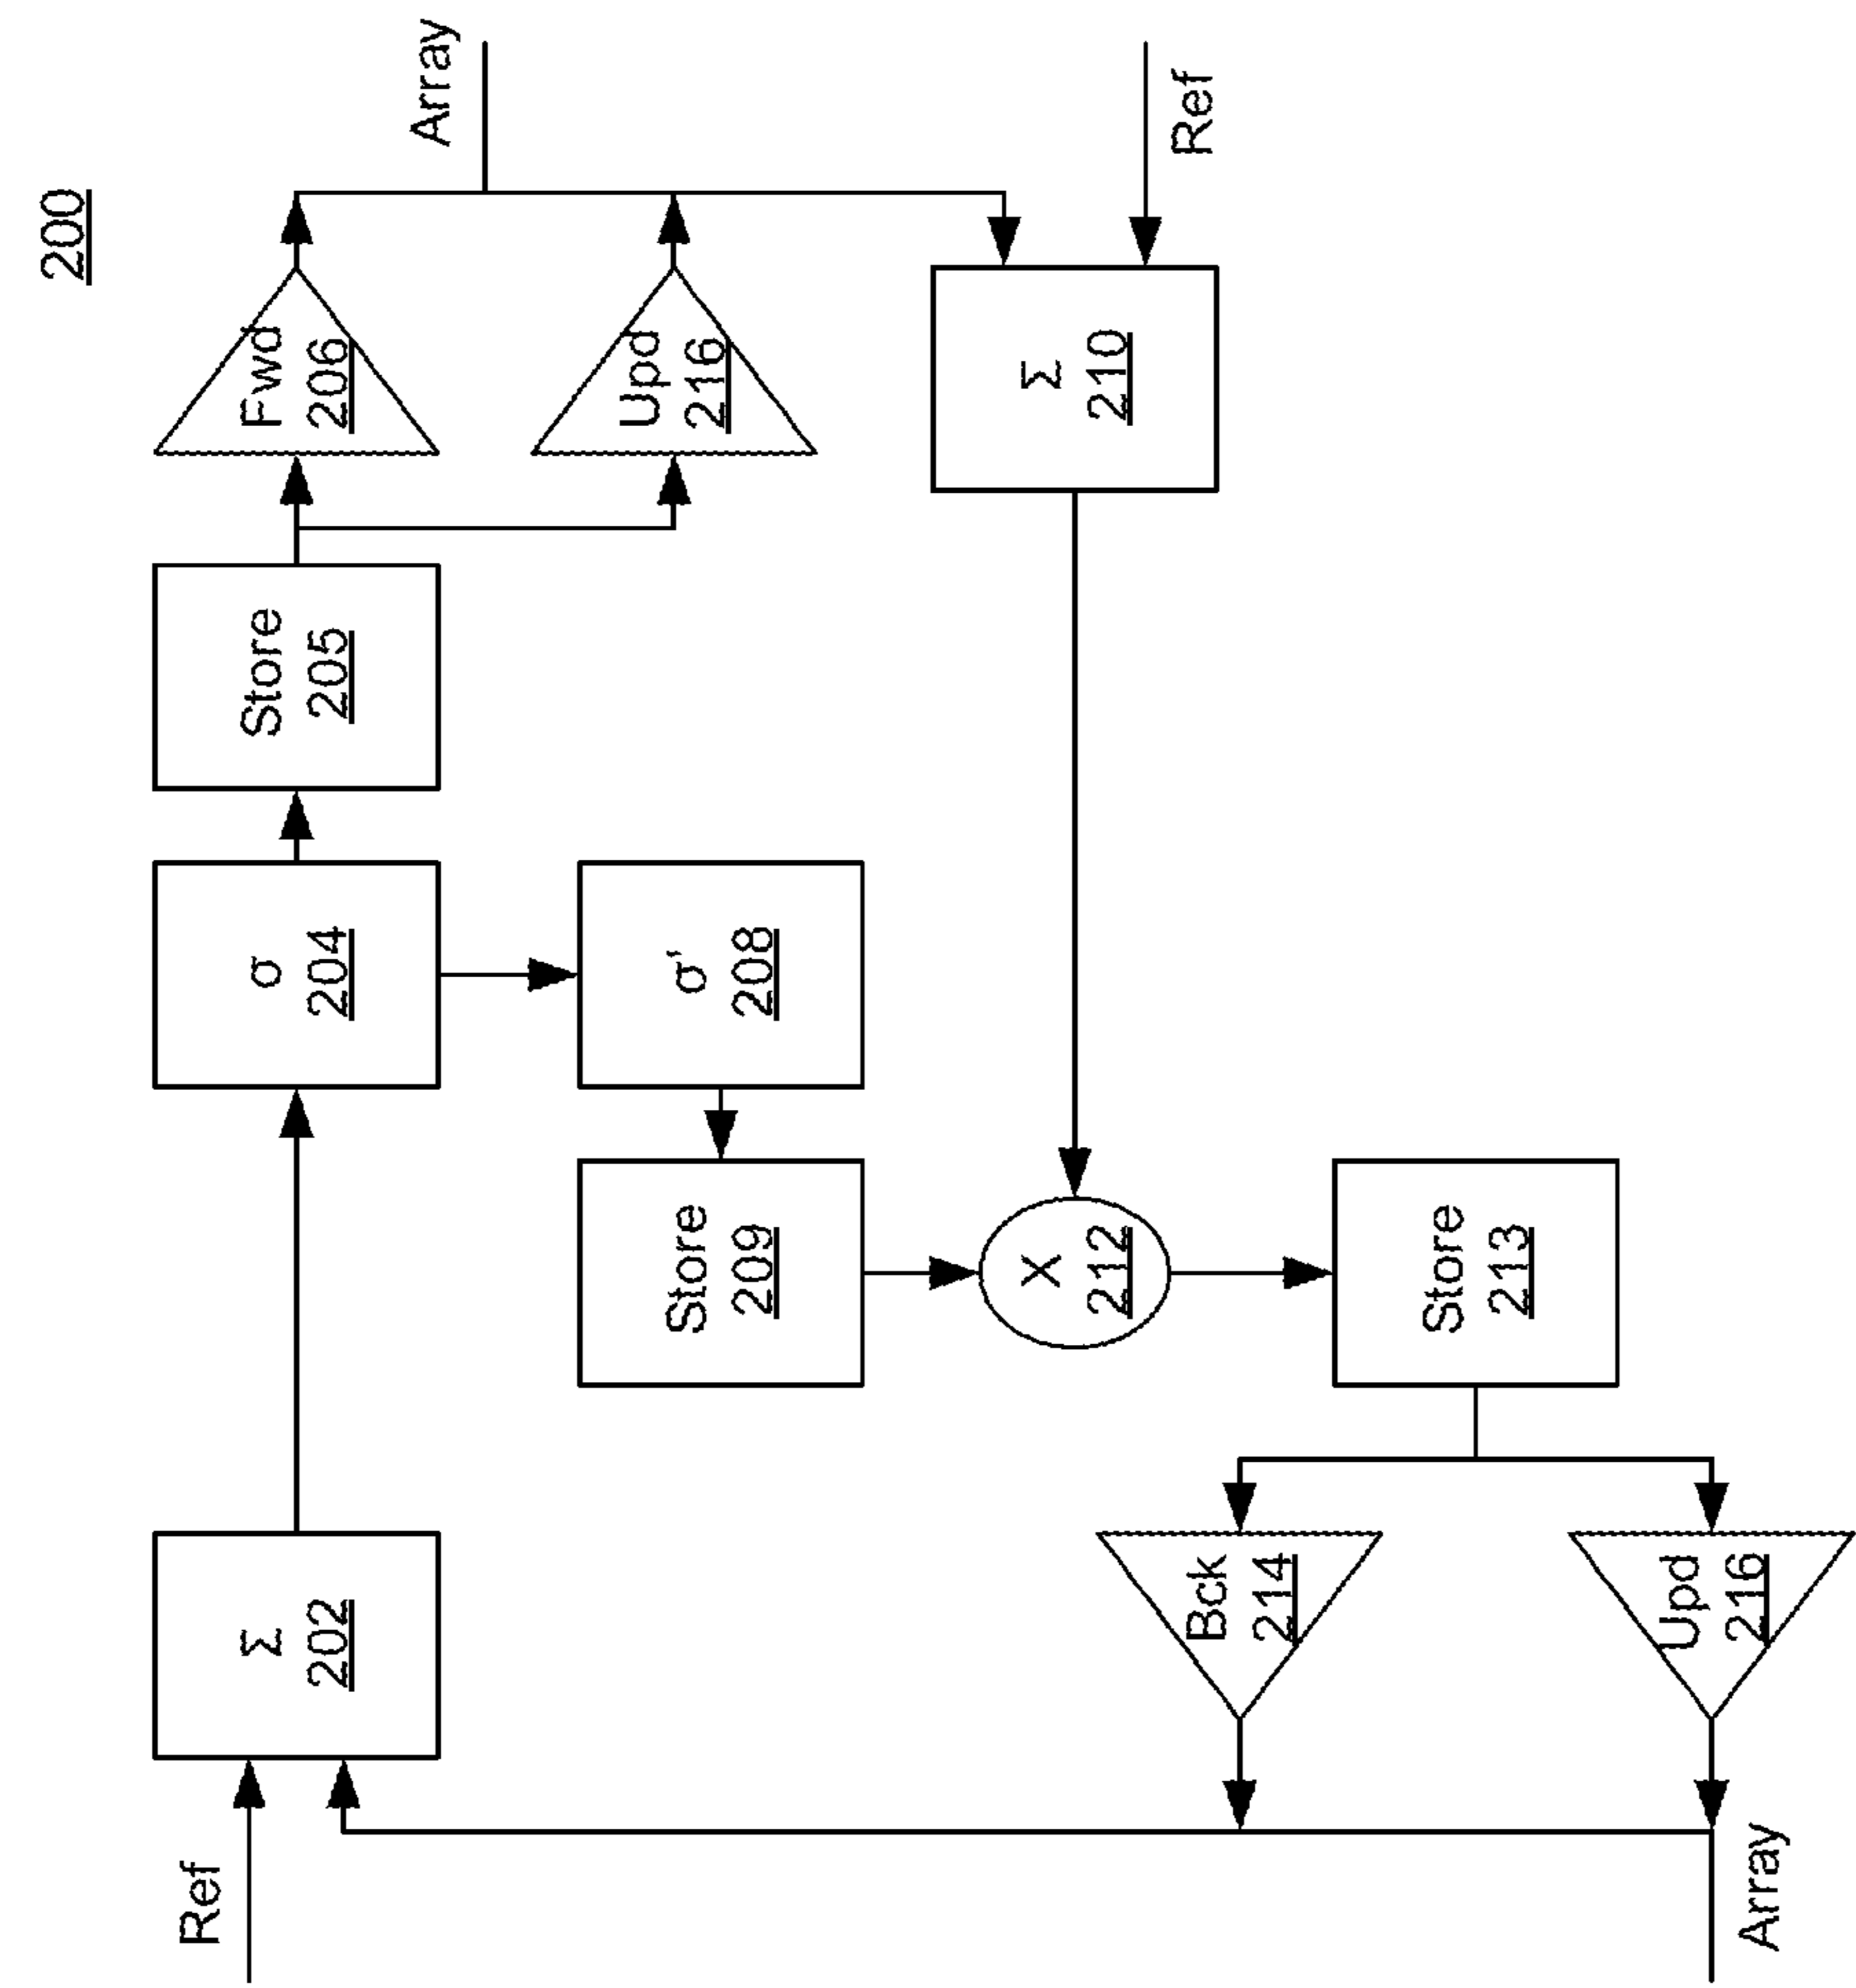 200
Ref
Σ
202
σ
204
Store
205
Fwd
206
Array
σ'
208
Upd
216
Store
209
X
212
Σ
210
Ref
Bck
214
Store
213
Upd
216
Array